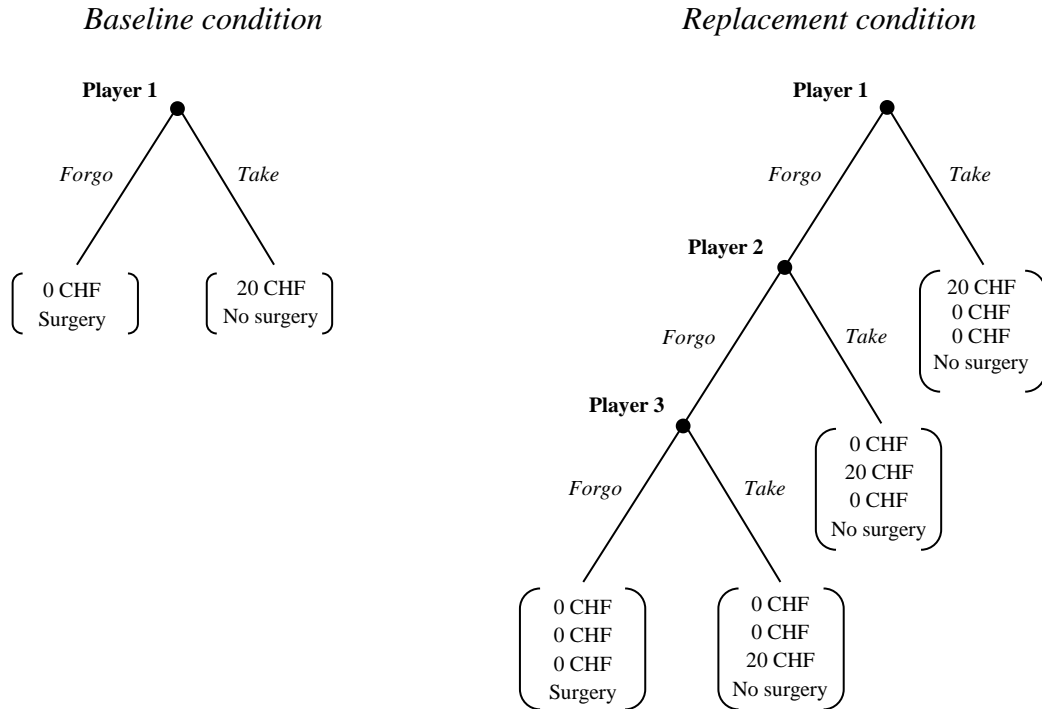 Baseline condition
Player 1
Forgo
Take
0 CHF
Surgery
20 CHF
No surgery
Replacement condition
Player 1
Forgo
Take
Player 2
20 CHF
0 CHF
0 CHF
No surgery
Forgo
Take
Player 3
0 CHF
20 CHF
0 CHF
No surgery
Forgo
Take
0 CHF
0 CHF
0 CHF
Surgery
0 CHF
0 CHF
20 CHF
No surgery